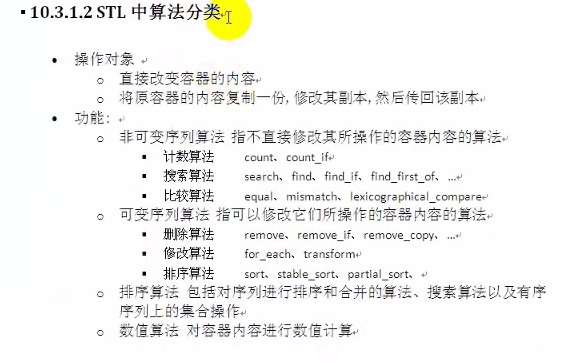 ▪ 10.3.1.2 STL 中算法分类
• 操作对象
○ 直接改变容器的内容
○ 将原容器的内容复制一份, 修改其副本, 然后传回该副本
• 功能:
○ 非可变序列算法 指不直接修改其所操作的容器内容的算法
▪ 计数算法 count、count_if
▪ 搜索算法 search、find、find_if、find_first_of、…
▪ 比较算法 equal、mismatch、lexicographical_compare
○ 可变序列算法 指可以修改它们所操作的容器内容的算法
▪ 删除算法 remove、remove_if、remove_copy、…
▪ 修改算法 for_each、transform
▪ 排序算法 sort、stable_sort、partial_sort、
○ 排序算法 包括对序列进行排序和合并的算法、搜索算法以及有序
序列上的集合操作
○ 数值算法 对容器内容进行数值计算